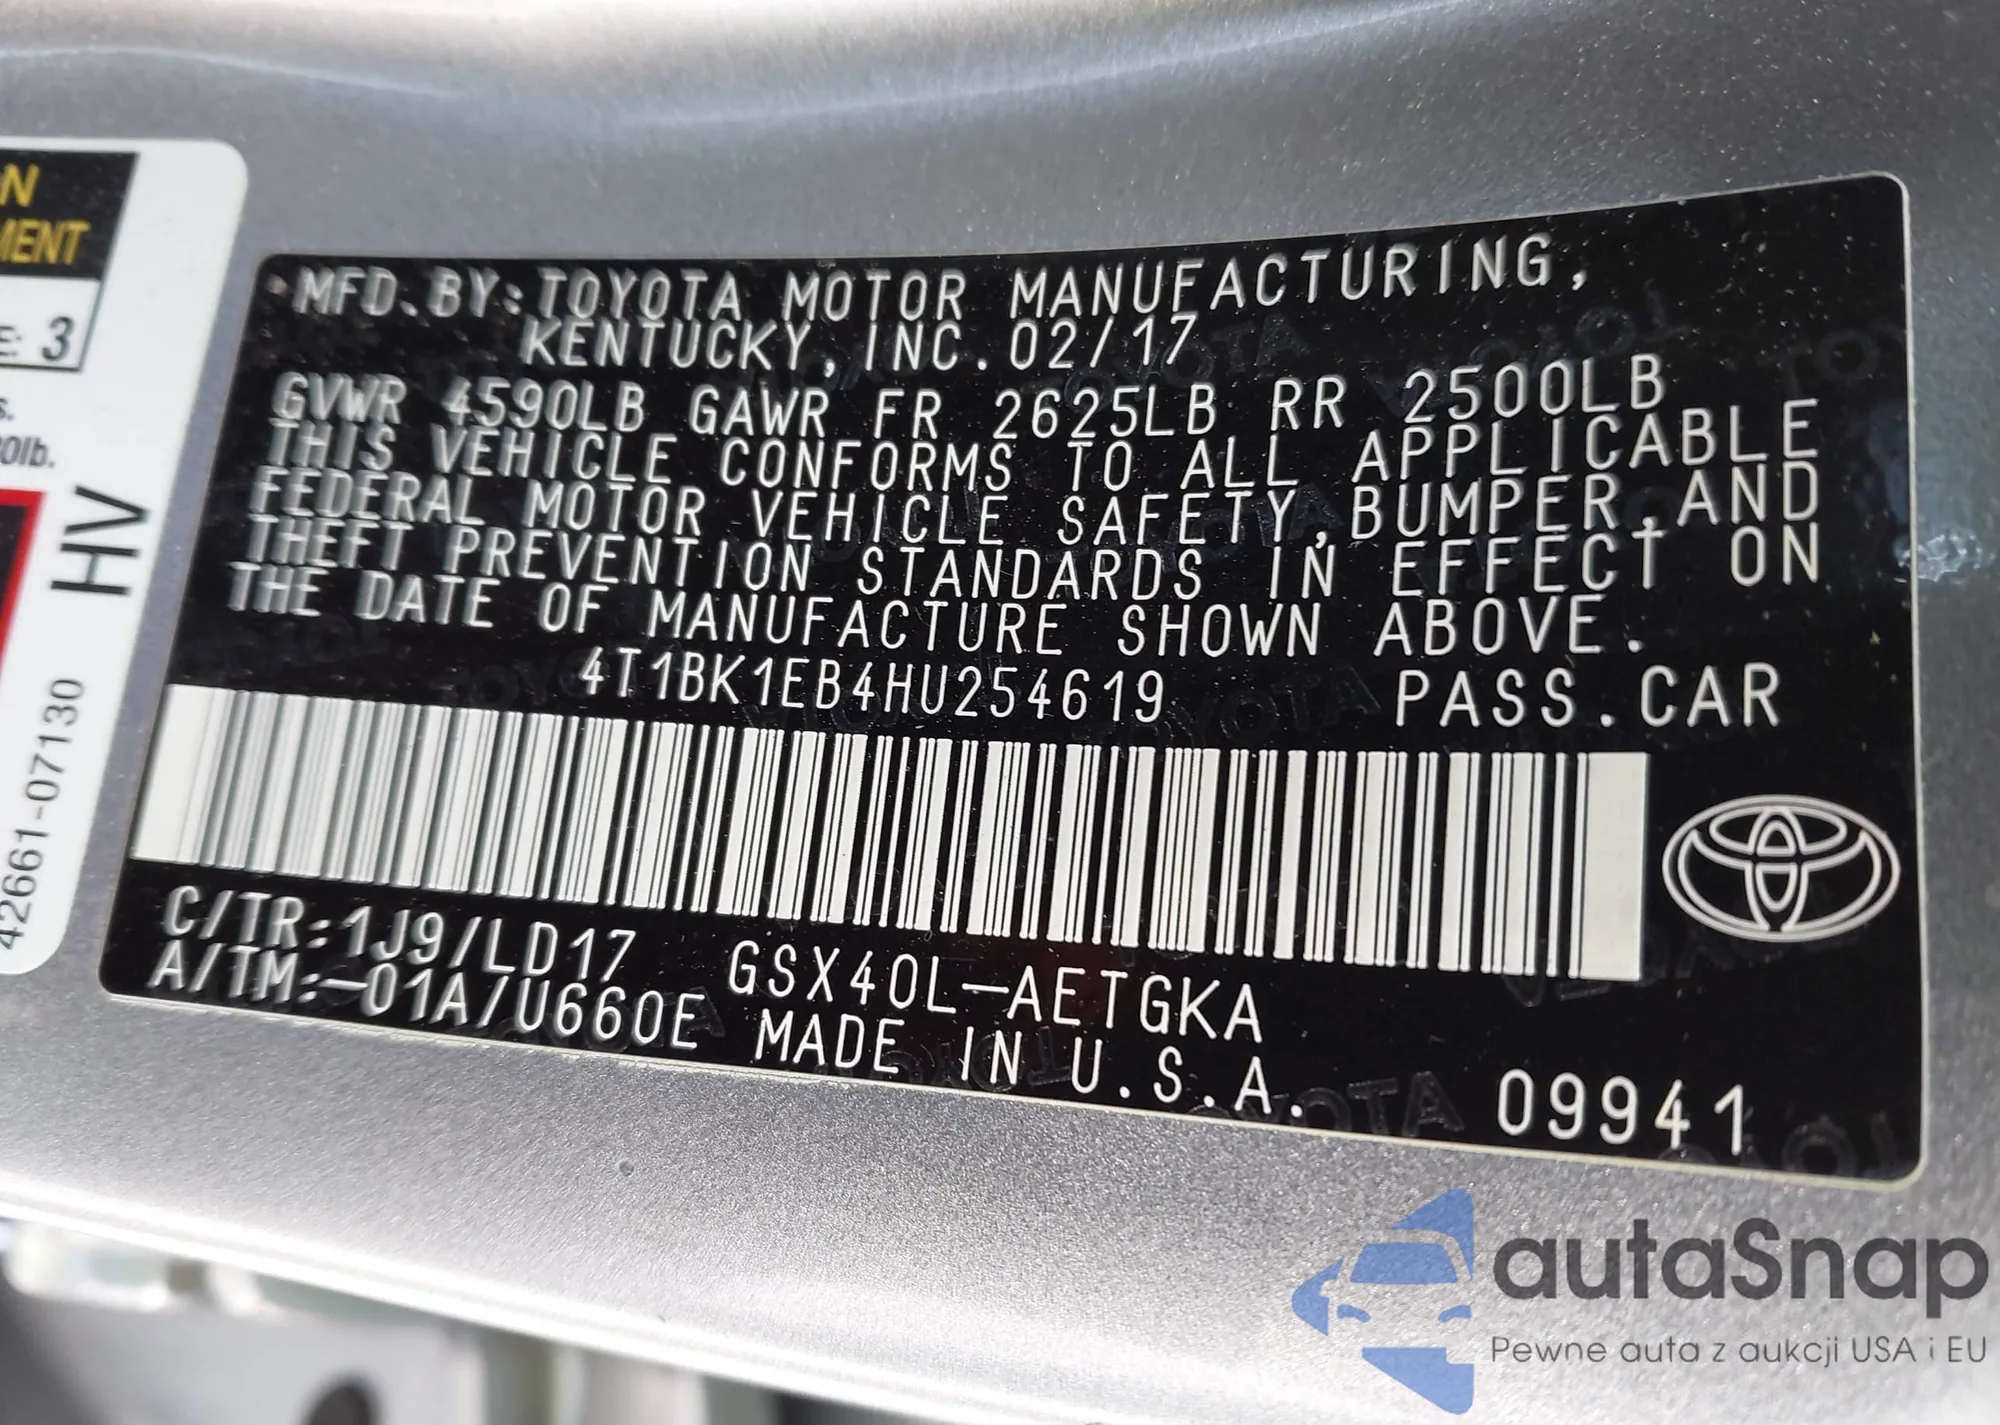 N
MENT
E: 3
s.
0lb.
HV
42661-07130
MFD.BY:TOYOTA MOTOR MANUFACTURING,
KENTUCKY, INC.02/17
GVWR 4590LB GAWR FR 2625LB RR 2500LB
THIS VEHICLE CONFORMS TO ALL APPLICABLE
FEDERAL MOTOR VEHICLE SAFETY,BUMPER,AND
THEFT PREVENTION STANDARDS IN EFFECT ON
THE DATE OF MANUFACTURE SHOWN ABOVE.
4T1BK1EB4HU254619 PASS.CAR
C/TR:1J9/LD17 GSX40L—AETGKA
A/TM:—01A/U660E MADE IN U.S.A.
09941
autaSnap
Pewne auta z aukcji USA i EU